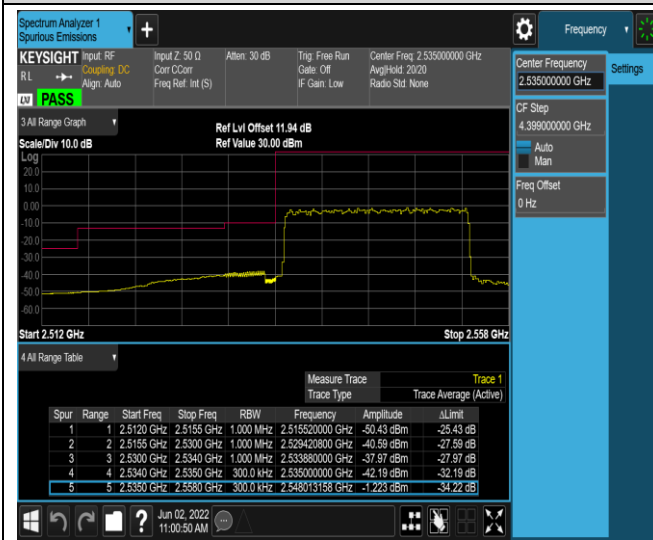 Spectrum Analyzer 1
Spurious Emissions
+
Frequency
KEYSIGHT Input: RF Input Z: 50 Ω Atten: 30 dB Trig: Free Run Center Freq: 2.535000000 GHz
RL Coupling: DC Corr CCorr Gate: Off Avg|Hold: 20/20
Align: Auto Freq Ref: Int (S) IF Gain: Low Radio Std: None
LXI PASS
Center Frequency
2.535000000 GHz
Settings
CF Step
4.399000000 GHz
Auto
Man
Freq Offset
0 Hz
3 All Range Graph
Ref Lvl Offset 11.94 dB
Scale/Div 10.0 dB Ref Value 30.00 dBm
Log
20.0
10.0
0.00
-10.0
-20.0
-30.0
-40.0
-50.0
-60.0
Start 2.512 GHz Stop 2.558 GHz
4 All Range Table
Measure Trace Trace 1
Trace Type Trace Average (Active)
Spur Range Start Freq Stop Freq RBW Frequency Amplitude ΔLimit
1 1 2.5120 GHz 2.5155 GHz 1.000 MHz 2.515520000 GHz -50.43 dBm -25.43 dB
2 2 2.5155 GHz 2.5300 GHz 1.000 MHz 2.529420800 GHz -40.59 dBm -27.59 dB
3 3 2.5300 GHz 2.5340 GHz 1.000 MHz 2.533880000 GHz -37.97 dBm -27.97 dB
4 4 2.5340 GHz 2.5350 GHz 300.0 kHz 2.535000000 GHz -42.19 dBm -32.19 dB
5 5 2.5350 GHz 2.5580 GHz 300.0 kHz 2.548013158 GHz -1.223 dBm -34.22 dB
? Jun 02, 2022
11:00:50 AM